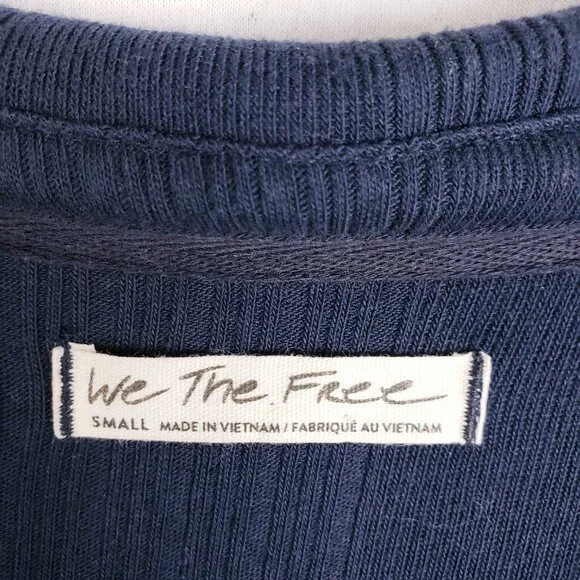 We The Free
SMALL MADE IN VIETNAM / FABRIQUÉ AU VIETNAM